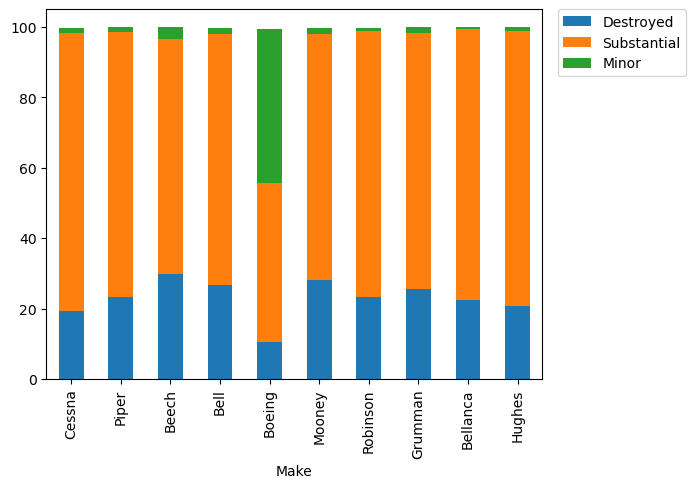 100
80
60
40
20
0
Destroyed
Substantial
Minor
Cessna
Piper
Beech
Bell
Boeing
Mooney
Robinson
Grumman
Bellanca
Hughes
Make